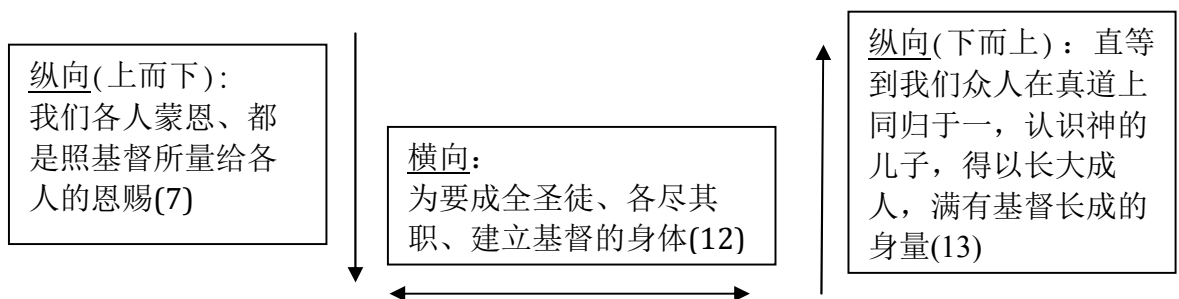 纵向(上而下):
我们各人蒙恩、都
是照基督所量给各
人的恩赐(7)
横向:
为要成全圣徒、各尽其
职、建立基督的身体(12)
纵向(下而上)：直等
到我们众人在真道上
同归于一，认识神的
儿子，得以长大成
人，满有基督长成的
身量(13)